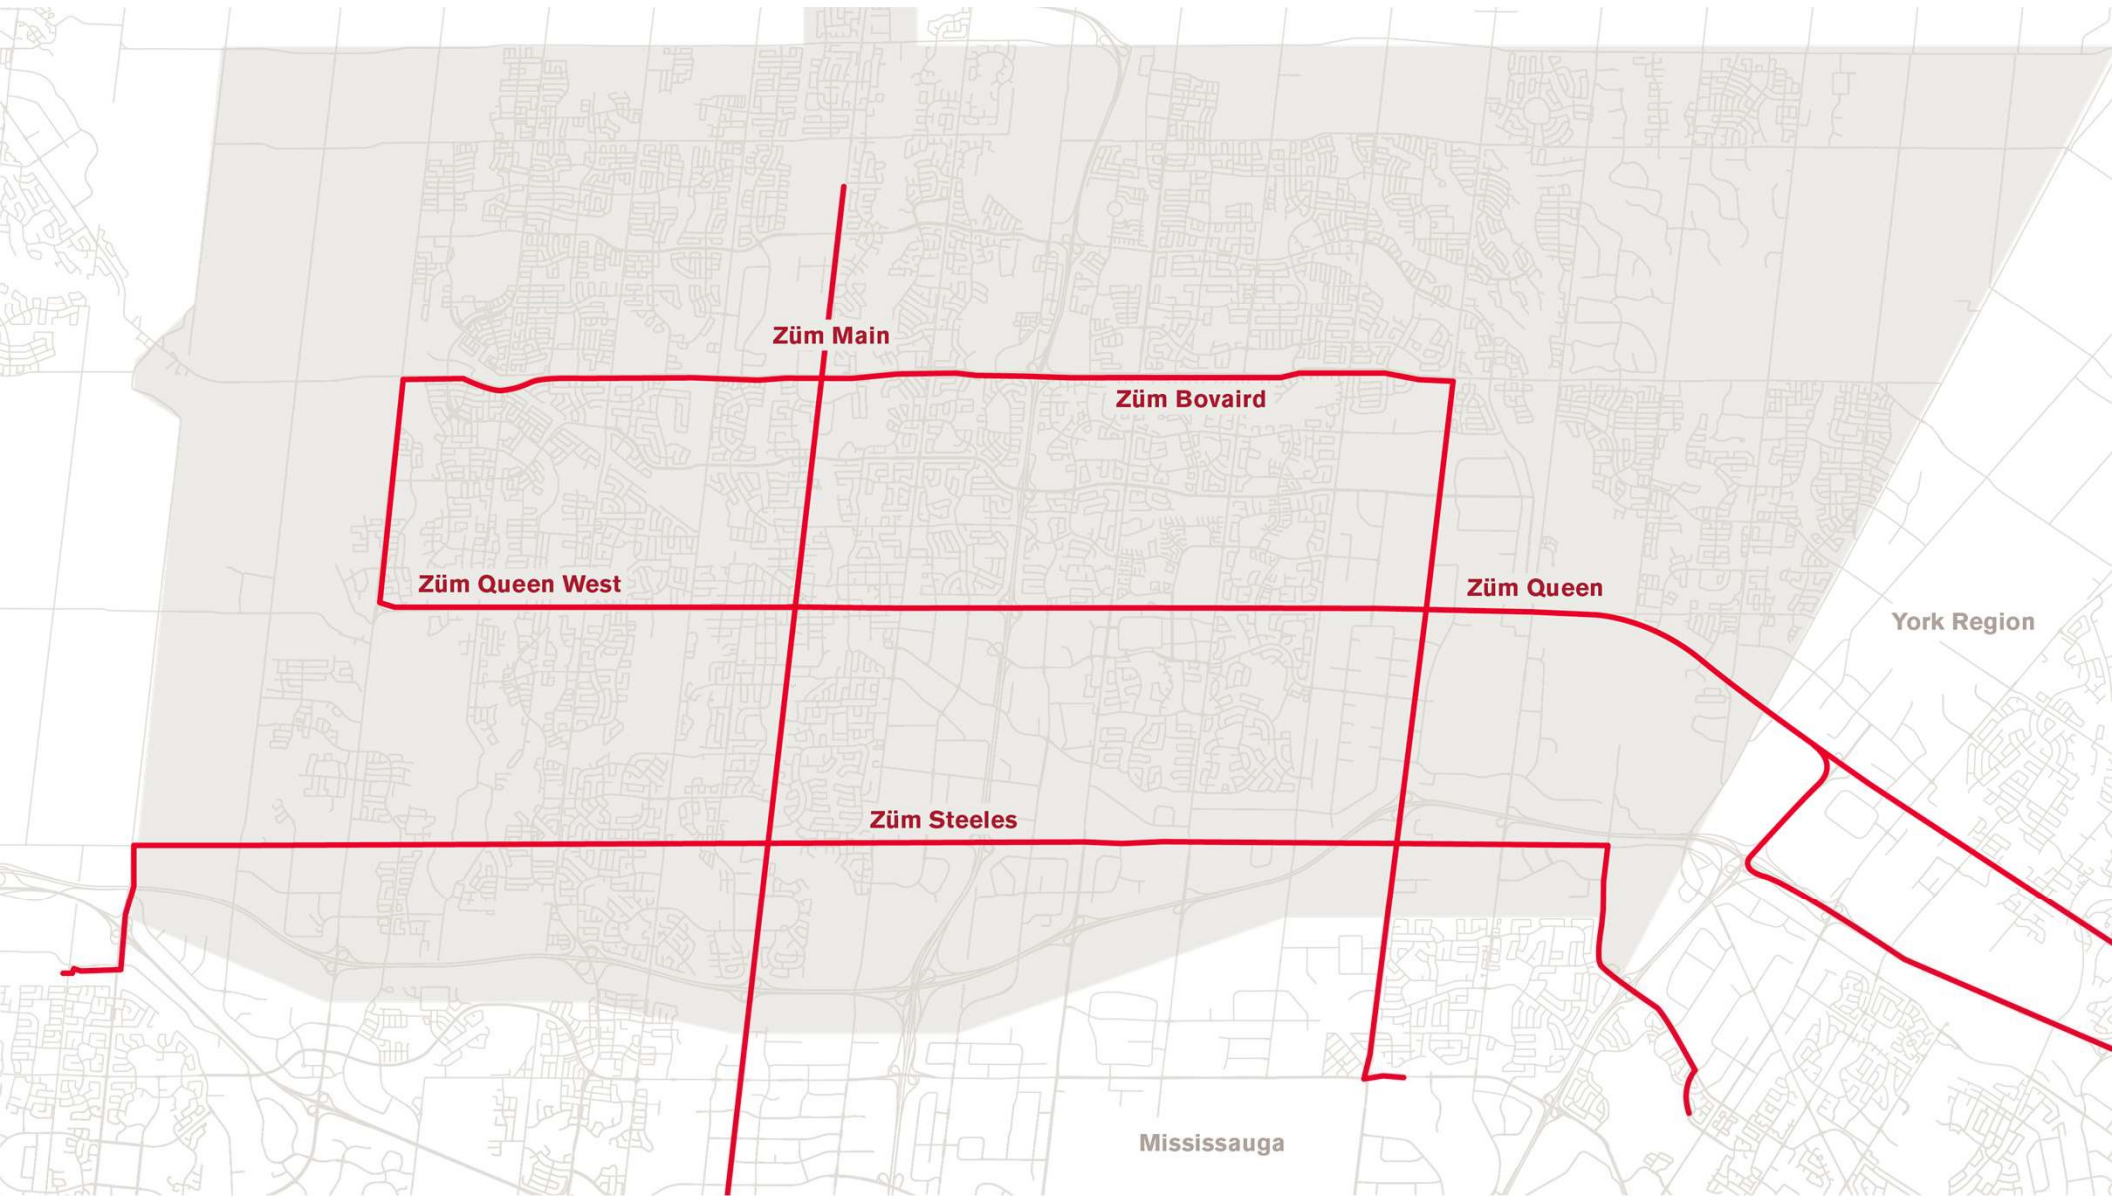 Züm Main
Züm Bovaird
Züm Queen West
Züm Queen
York Region
Züm Steeles
Mississauga